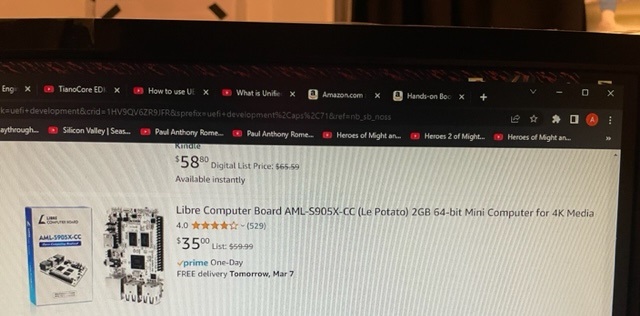 Eng
TianoCore EDI
How to use UI
What is Unifie
Amazon.com
Hands-on Boo
k=uefi+development&crid=1HV9QV6ZR9JFR&sprefix=uefi+development%2Caps%2C71&ref=nb_sb_noss
A
aythrough...
Silicon Valley | Seas...
Paul Anthony Rome...
Paul Anthony Rome...
Heroes of Might an...
Heroes 2 of Might...
Heroes of Might an...
Kindle
$58 80 Digital List Price: $65.59
Available instantly
Libre Computer Board AML-S905X-CC (Le Potato) 2GB 64-bit Mini Computer for 4K Media
4.0 (529)
$35 00 List: $59.99
prime One-Day
FREE delivery Tomorrow, Mar 7
LIBRE
COMPUTER BOARD
AML-S905X-CC